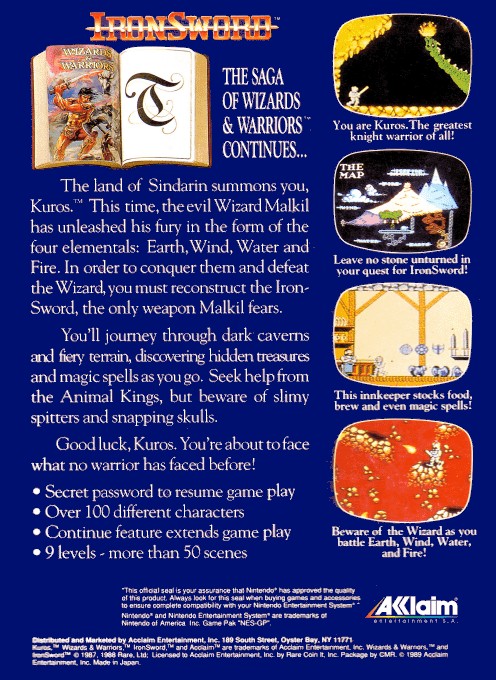 IRONSWORD™
WIZARDS
& WARRIORS
T
THE SAGA
OF WIZARDS
& WARRIORS™
CONTINUES...
The land of Sindarin summons you,
Kuros.™ This time, the evil Wizard Malkil
has unleashed his fury in the form of the
four elementals: Earth, Wind, Water and
Fire. In order to conquer them and defeat
the Wizard, you must reconstruct the Iron-
Sword, the only weapon Malkil fears.
You'll journey through dark caverns
and fiery terrain, discovering hidden treasures
and magic spells as you go. Seek help from
the Animal Kings, but beware of slimy
spitters and snapping skulls.
Good luck, Kuros. You're about to face
what no warrior has faced before!
• Secret password to resume game play
• Over 100 different characters
• Continue feature extends game play
• 9 levels - more than 50 scenes
You are Kuros. The greatest
knight warrior of all!
THE
MAP
Leave no stone unturned in
your quest for IronSword!
This innkeeper stocks food,
brew and even magic spells!
Beware of the Wizard as you
battle Earth, Wind, Water,
and Fire!
"This official seal is your assurance that Nintendo® has approved the quality
of this product. Always look for this seal when buying games and accessories
to ensure complete compatibility with your Nintendo Entertainment System®"
Nintendo® and Nintendo Entertainment System® are trademarks of
Nintendo of America Inc. Game Pak "NES-GP".
AKklaim
entertainment S.A.
Distributed and Marketed by Acclaim Entertainment, Inc. 189 South Street, Oyster Bay, NY 11771
Kuros,™ Wizards & Warriors,™ IronSword,™ and Acclaim™ are trademarks of Acclaim Entertainment, Inc. Wizards & Warriors,™ and
IronSword™ © 1987, 1988 Rare, Ltd; Licensed to Acclaim Entertainment, Inc. by Rare Coin It, Inc. Package by CMR. © 1989 Acclaim
Entertainment, Inc. Made in Japan.